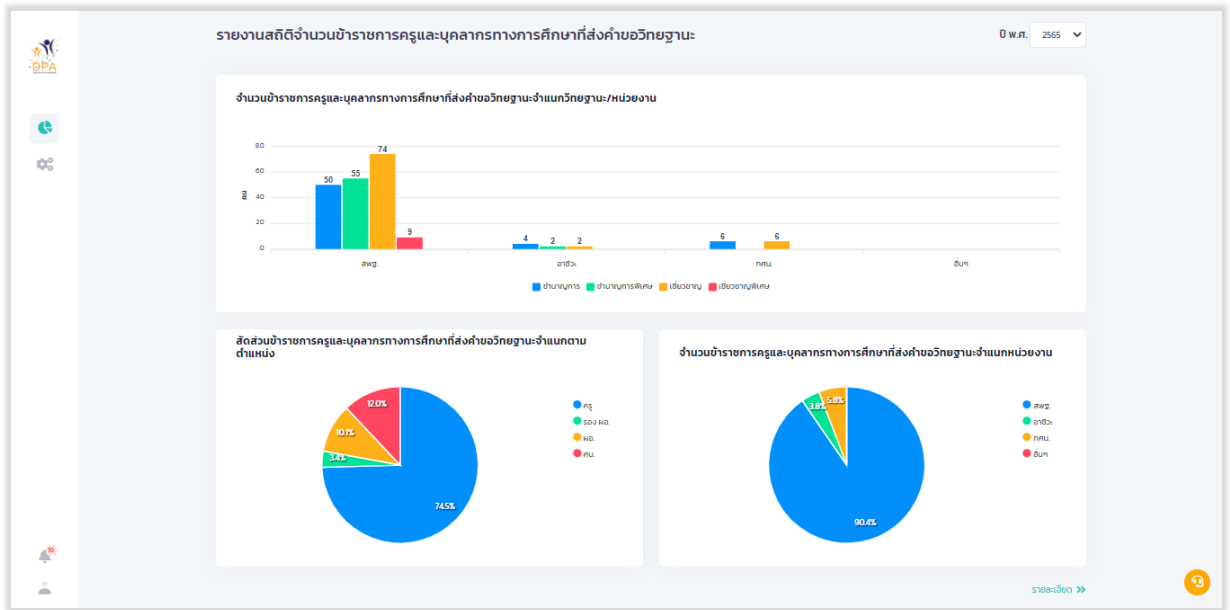 รายงานสถิติจำนวนข้าราชการครูและบุคลากรทางการศึกษาที่ส่งคำขอวิทยฐานะ
ปี พ.ศ. 2565
DPA
จำนวนข้าราชการครูและบุคลากรทางการศึกษาที่ส่งคำขอวิทยฐานะจำแนกวิทยฐานะ/หน่วยงาน
คน
80
60
40
20
0
50 55 74 9
4 2 2
6 6
สพฐ. อาชีวะ กศน. อื่นๆ
ชำนาญการ ชำนาญการพิเศษ เชี่ยวชาญ เชี่ยวชาญพิเศษ
สัดส่วนข้าราชการครูและบุคลากรทางการศึกษาที่ส่งคำขอวิทยฐานะจำแนกตาม
ตำแหน่ง
12.0%
10.1%
3.4%
74.5%
ครู
รอง ผอ.
ผอ.
ศน.
จำนวนข้าราชการครูและบุคลากรทางการศึกษาที่ส่งคำขอวิทยฐานะจำแนกหน่วยงาน
3.8% 5.8%
90.4%
สพฐ.
อาชีวะ
กศน.
อื่นๆ
10
รายละเอียด